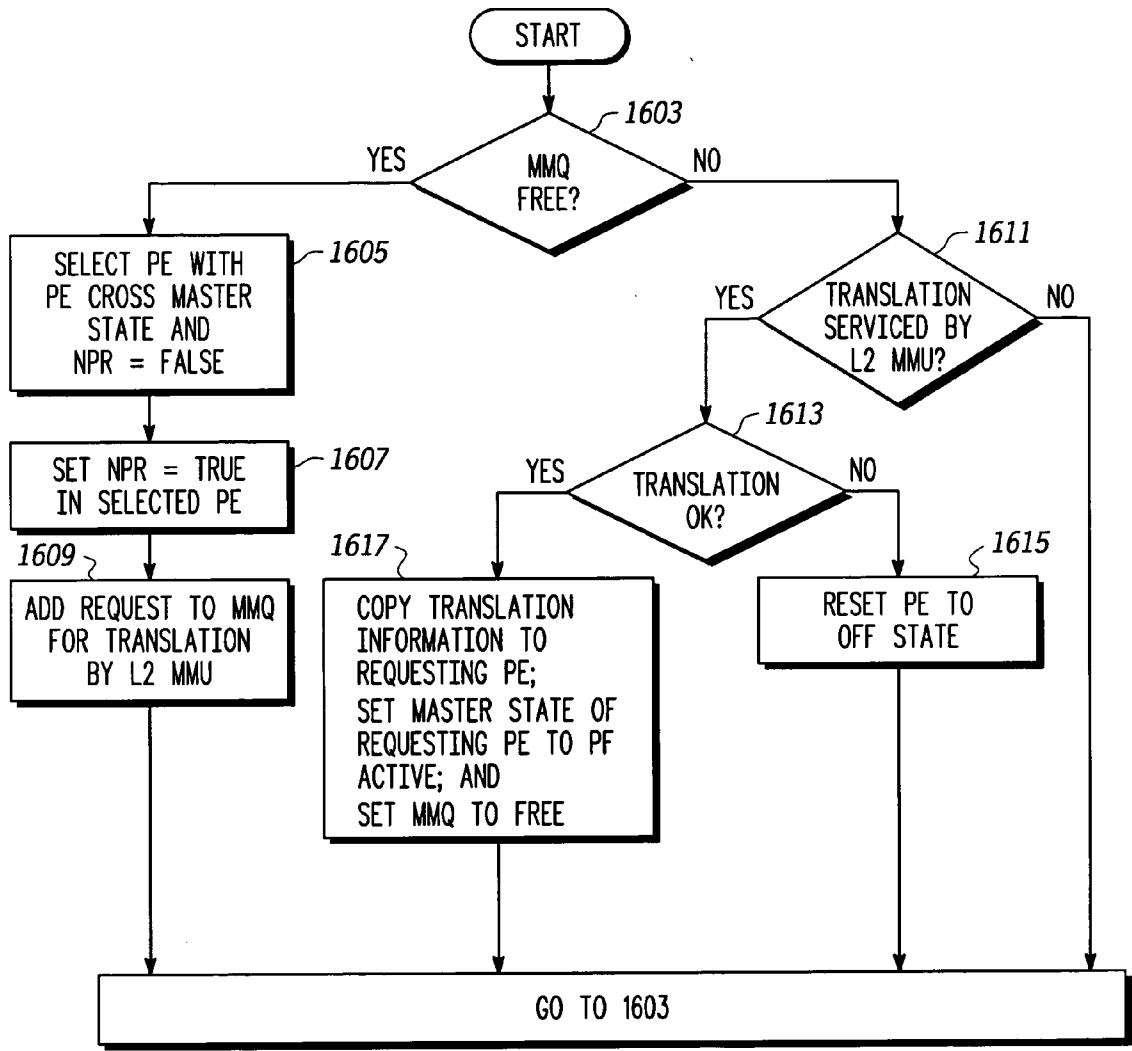 START
1603
MMQ
FREE?
YES
NO
1605
SELECT PE WITH
PE CROSS MASTER
STATE AND
NPR = FALSE
1607
SET NPR = TRUE
IN SELECTED PE
1609
ADD REQUEST TO MMQ
FOR TRANSLATION
BY L2 MMU
1611
TRANSLATION
SERVICED BY
L2 MMU?
YES
NO
1613
TRANSLATION
OK?
YES
NO
1617
COPY TRANSLATION
INFORMATION TO
REQUESTING PE;
SET MASTER STATE OF
REQUESTING PE TO PF
ACTIVE; AND
SET MMQ TO FREE
1615
RESET PE TO
OFF STATE
GO TO 1603